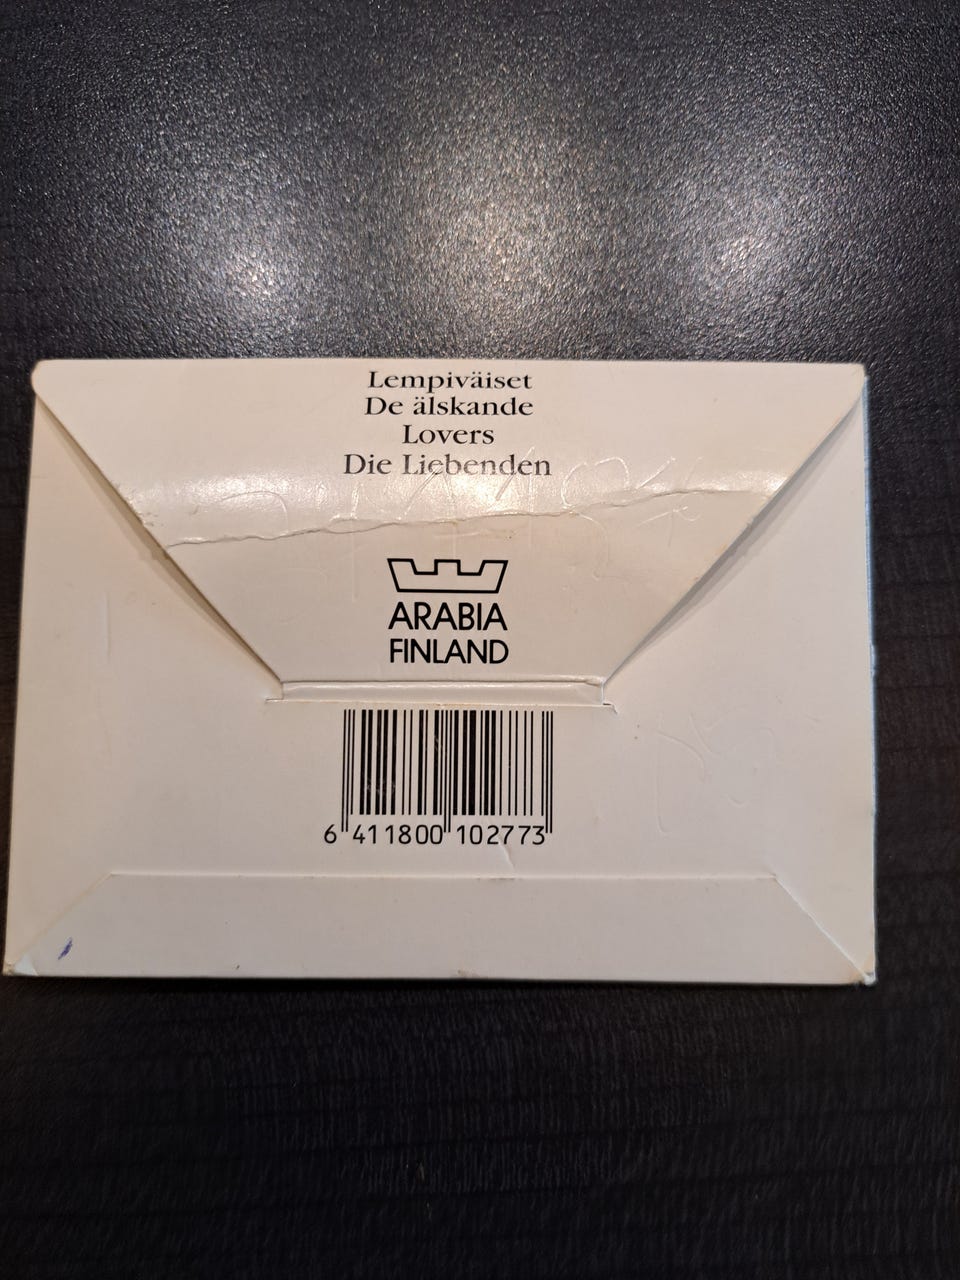 Lempiväiset
De älskande
Lovers
Die Liebenden
ARABIA
FINLAND
6 411800 102773